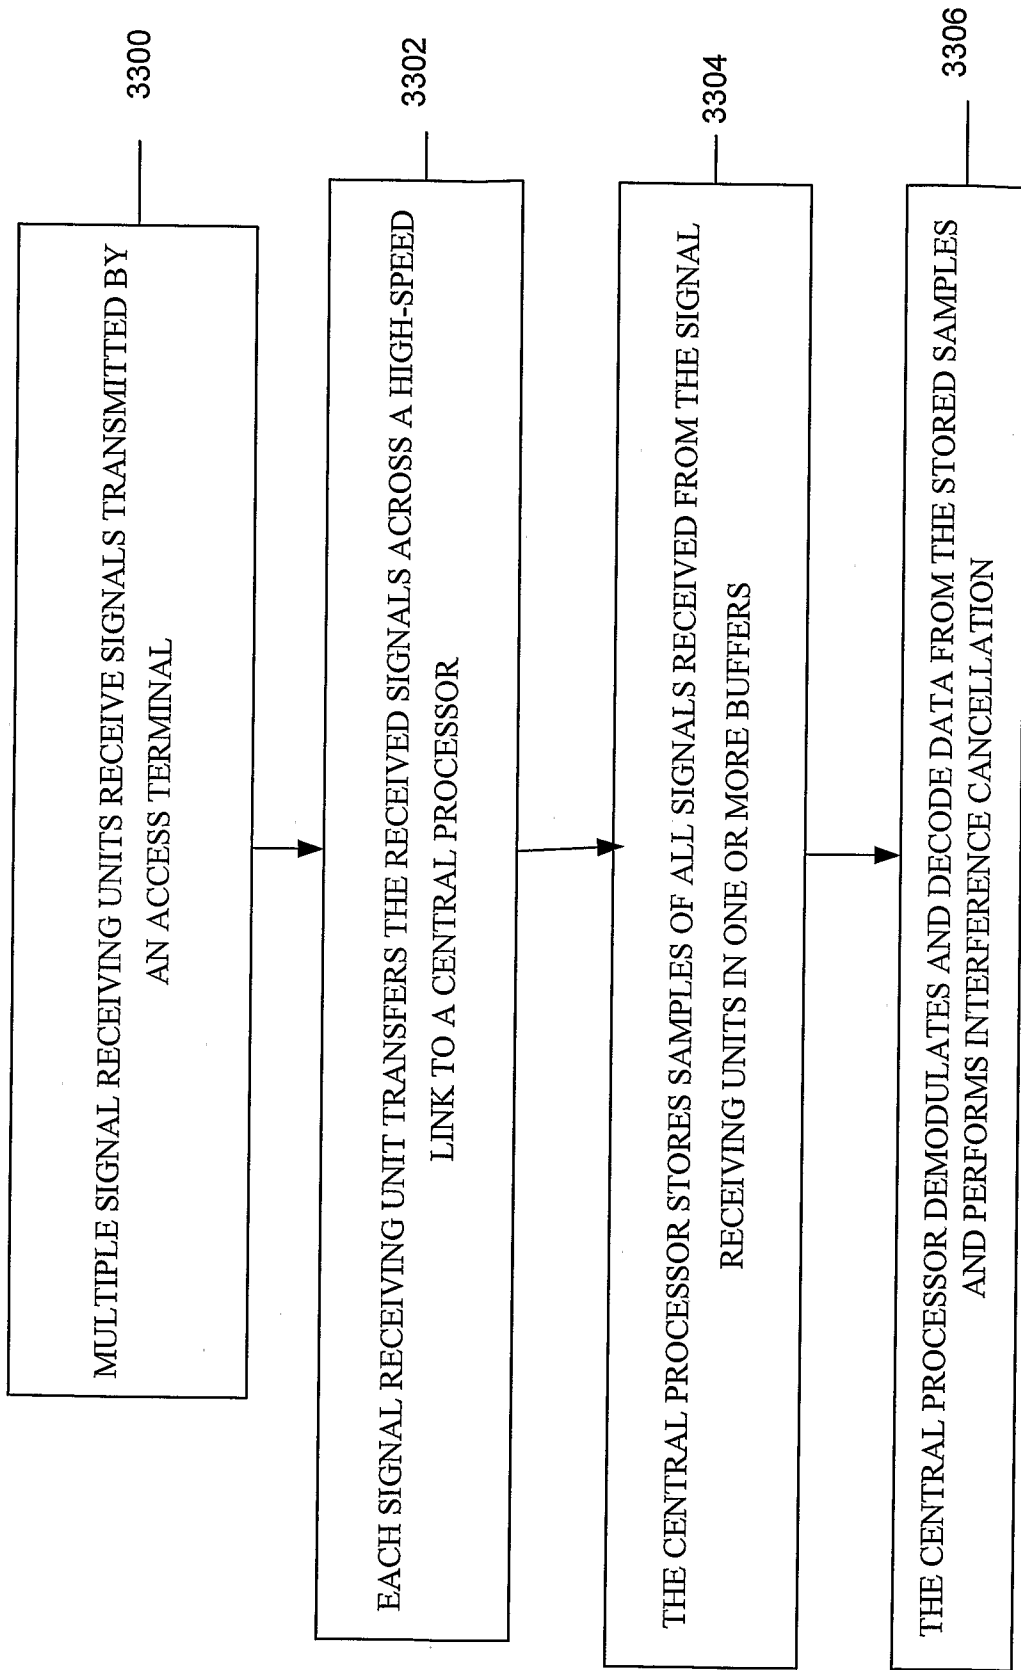 3300
MULTIPLE SIGNAL RECEIVING UNITS RECEIVE SIGNALS TRANSMITTED BY
AN ACCESS TERMINAL
3302
EACH SIGNAL RECEIVING UNIT TRANSFERS THE RECEIVED SIGNALS ACROSS A HIGH-SPEED
LINK TO A CENTRAL PROCESSOR
3304
THE CENTRAL PROCESSOR STORES SAMPLES OF ALL SIGNALS RECEIVED FROM THE SIGNAL
RECEIVING UNITS IN ONE OR MORE BUFFERS
3306
THE CENTRAL PROCESSOR DEMODULATES AND DECODE DATA FROM THE STORED SAMPLES
AND PERFORMS INTERFERENCE CANCELLATION